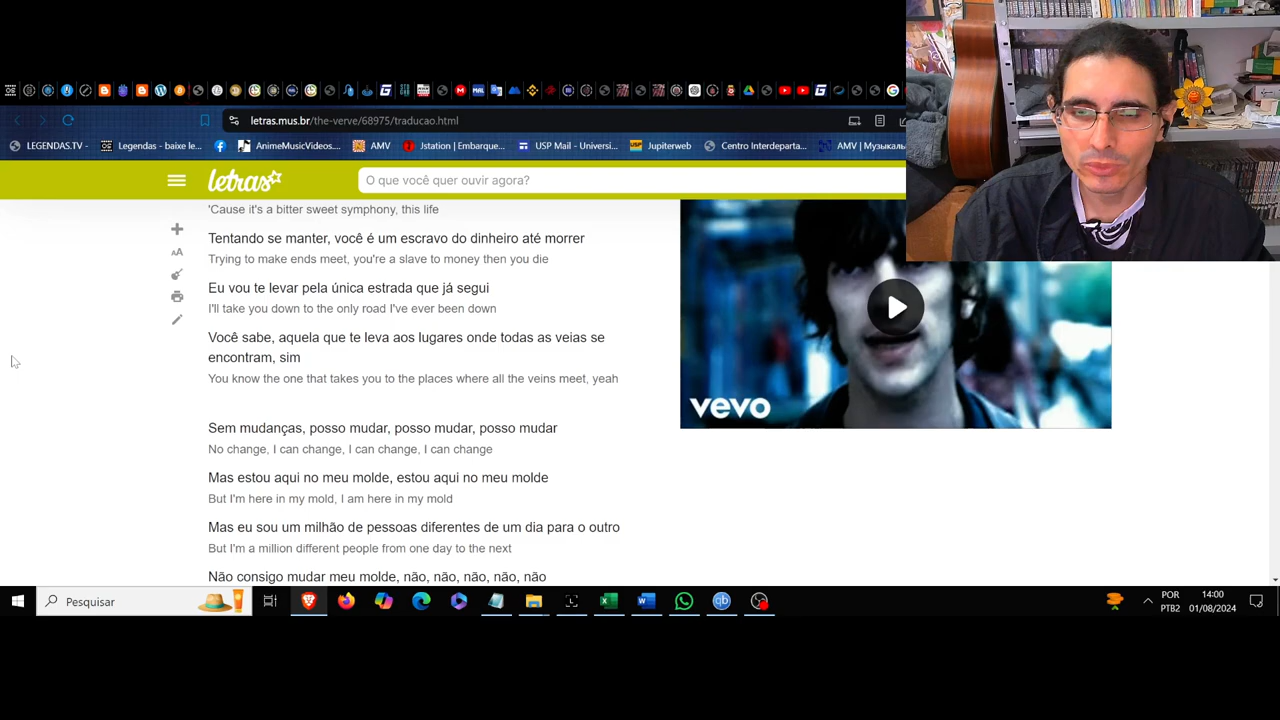 letras.mus.br/the-verve/68975/traducao.html
LEGENDAS.TV -
Legendas - baixe le...
AnimeMusicVideos....
AMV
Jstation | Embarque...
USP Mail - Universi...
Jupiterweb
Centro Interdeparta...
AMV | Музыкаль
letras
O que você quer ouvir agora?
'Cause it's a bitter sweet symphony, this life
Tentando se manter, você é um escravo do dinheiro até morrer
Trying to make ends meet, you're a slave to money then you die
Eu vou te levar pela única estrada que já segui
I'll take you down to the only road I've ever been down
Você sabe, aquela que te leva aos lugares onde todas as veias se
encontram, sim
You know the one that takes you to the places where all the veins meet, yeah
Sem mudanças, posso mudar, posso mudar, posso mudar
No change, I can change, I can change, I can change
Mas estou aqui no meu molde, estou aqui no meu molde
But I'm here in my mold, I am here in my mold
Mas eu sou um milhão de pessoas diferentes de um dia para o outro
But I'm a million different people from one day to the next
Não consigo mudar meu molde, não, não, não, não, não
AA
vevo
Pesquisar
POR
PTB2
14:00
01/08/2024